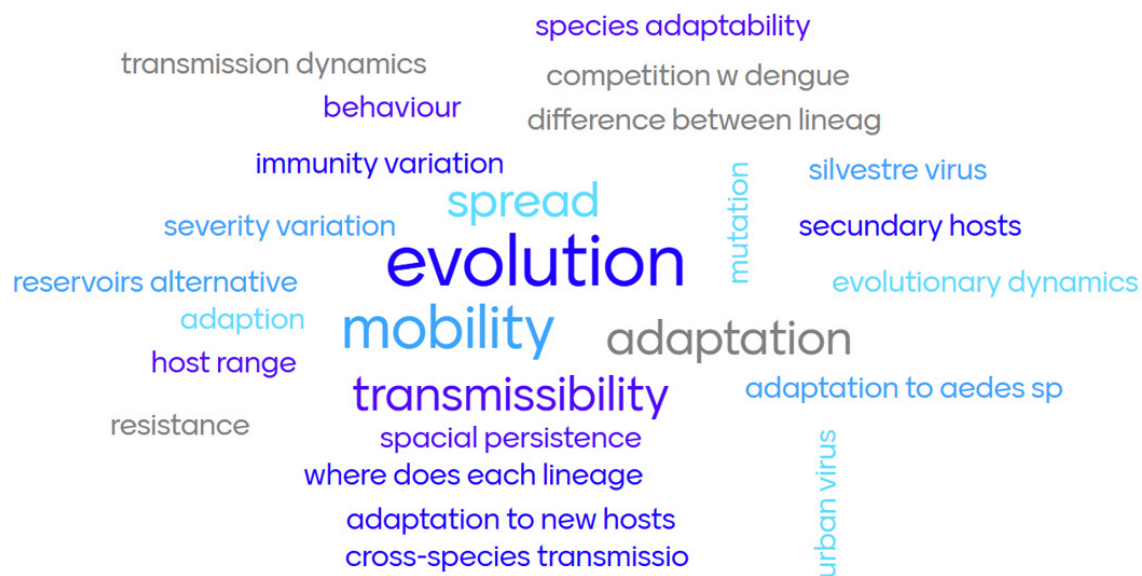 species adaptability
transmission dynamics
competition w dengue
behaviour
difference between lineag
immunity variation
silvestre virus
spread
mutation
severity variation
secundary hosts
evolution
reservoirs alternative
evolutionary dynamics
adaption
mobility
adaptation
host range
transmissibility
adaptation to aedes sp
resistance
spacial persistence
where does each lineage
urban virus
adaptation to new hosts
cross-species transmissio